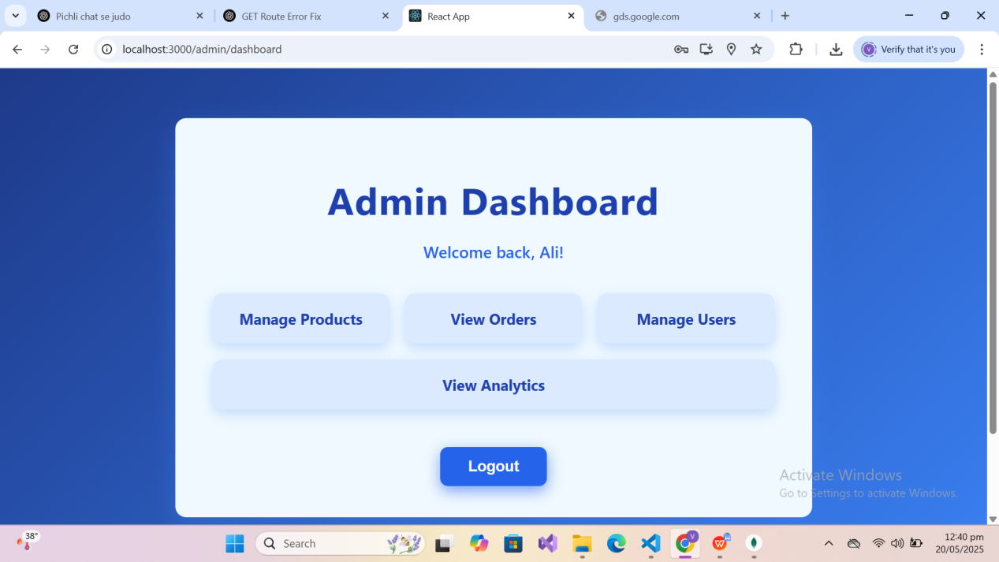 Pichli chat se judo
GET Route Error Fix
React App
gds.google.com
localhost:3000/admin/dashboard
V
Verify that it's you
Admin Dashboard
Welcome back, Ali!
Manage Products
View Orders
Manage Users
View Analytics
Logout
Activate Windows
Go to Settings to activate Windows.
38°
Search
V
12:40 pm
20/05/2025